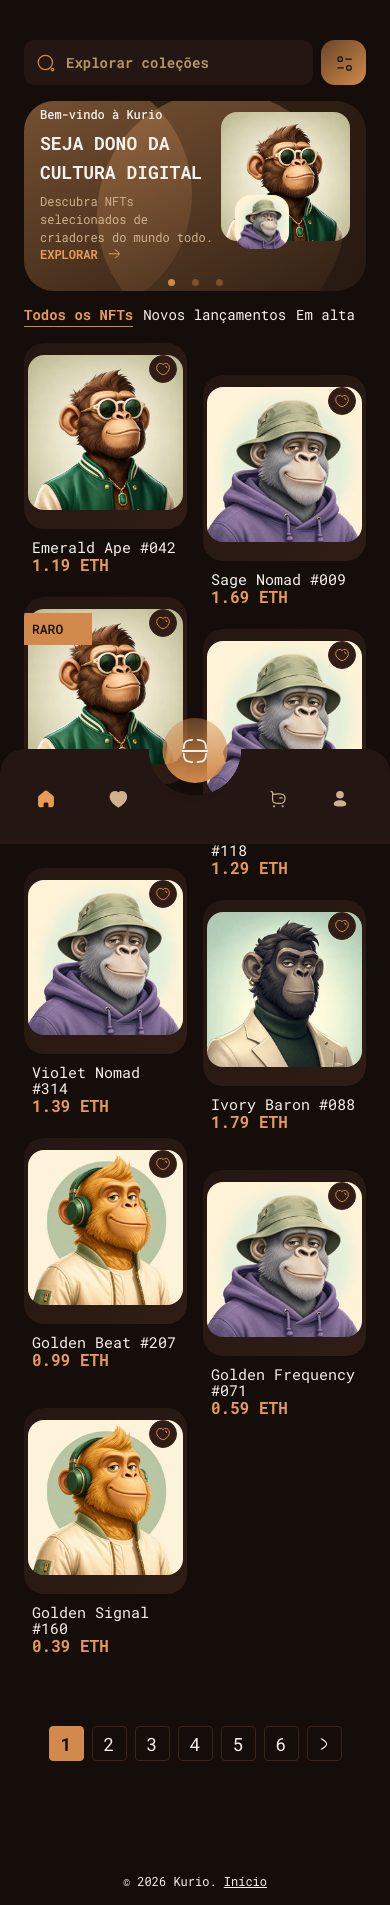 Explorar coleções
Bem-vindo à Kurio
SEJA DONO DA
CULTURA DIGITAL
Descubra NFTs
selecionados de
criadores do mundo todo.
EXPLORAR
Todos os NFTs Novos lançamentos Em alta
Emerald Ape #042
1.19 ETH
Sage Nomad #009
1.69 ETH
RARO
#118
1.29 ETH
Violet Nomad
#314
1.39 ETH
Ivory Baron #088
1.79 ETH
Golden Beat #207
0.99 ETH
Golden Frequency
#071
0.59 ETH
Golden Signal
#160
0.39 ETH
1 2 3 4 5 6
© 2026 Kurio. Início